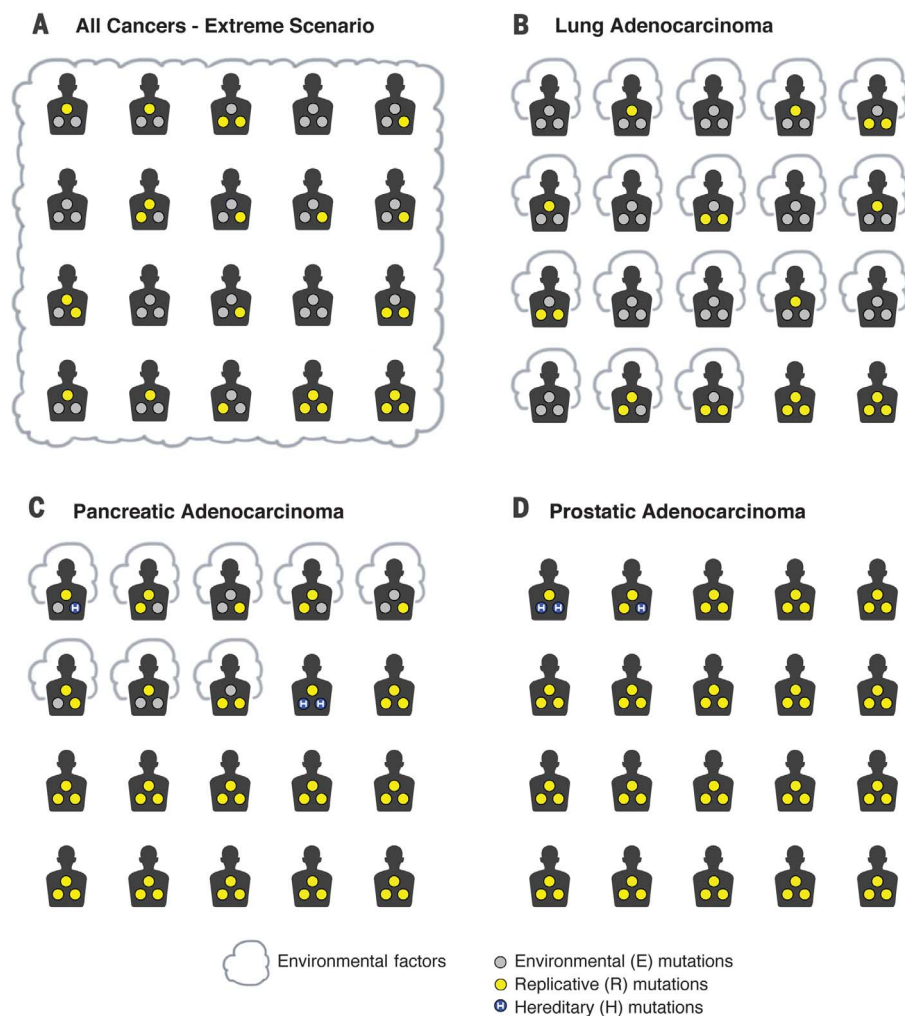 A All Cancers - Extreme Scenario
B Lung Adenocarcinoma
C Pancreatic Adenocarcinoma
H
H H
D Prostatic Adenocarcinoma
H H H
Environmental factors
Environmental (E) mutations
Replicative (R) mutations
H Hereditary (H) mutations